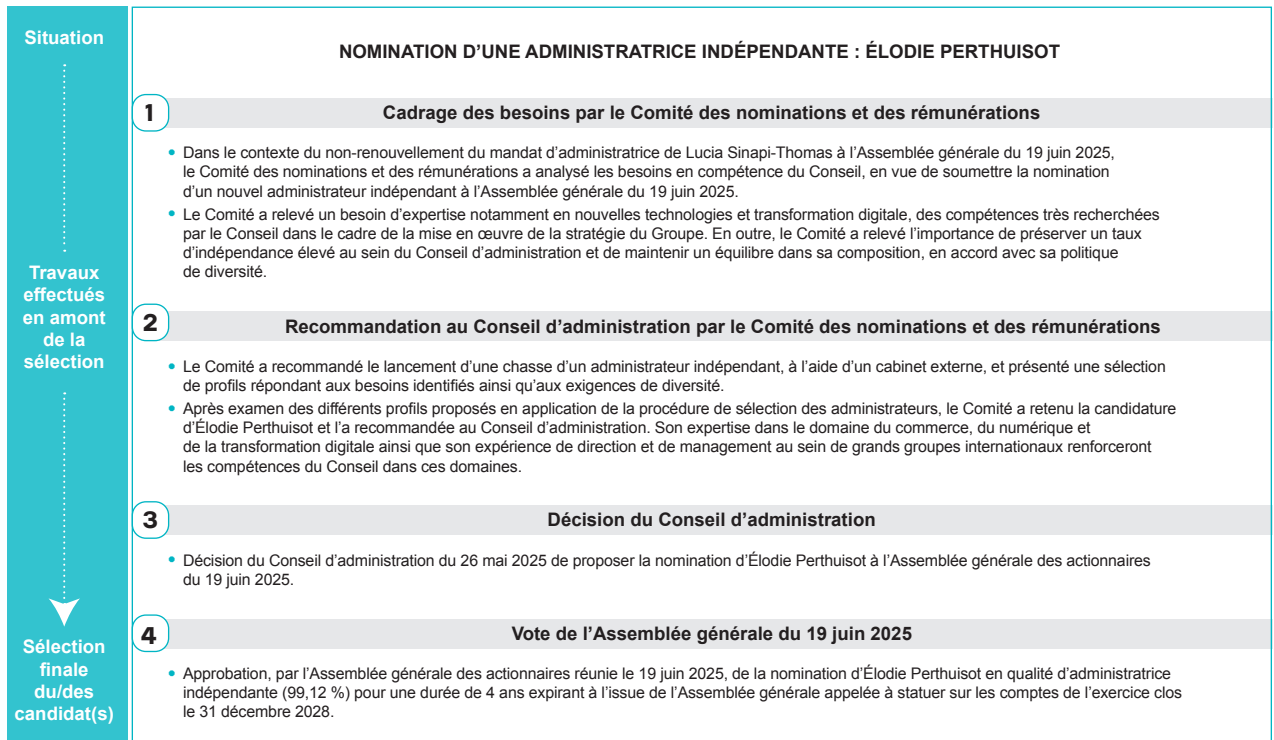 Situation
NOMINATION D’UNE ADMINISTRATRICE INDÉPENDANTE : ÉLODIE PERTHUISOT
1
Cadrage des besoins par le Comité des nominations et des rémunérations
• Dans le contexte du non-renouvellement du mandat d’administratrice de Lucia Sinapi-Thomas à l’Assemblée générale du 19 juin 2025,
le Comité des nominations et des rémunérations a analysé les besoins en compétence du Conseil, en vue de soumettre la nomination
d’un nouvel administrateur indépendant à l’Assemblée générale du 19 juin 2025.
• Le Comité a relevé un besoin d’expertise notamment en nouvelles technologies et transformation digitale, des compétences très recherchées
par le Conseil dans le cadre de la mise en œuvre de la stratégie du Groupe. En outre, le Comité a relevé l’importance de préserver un taux
d’indépendance élevé au sein du Conseil d’administration et de maintenir un équilibre dans sa composition, en accord avec sa politique
de diversité.
Travaux
effectués
en amont
de la
sélection
2
Recommandation au Conseil d’administration par le Comité des nominations et des rémunérations
• Le Comité a recommandé le lancement d’une chasse d’un administrateur indépendant, à l’aide d’un cabinet externe, et présenté une sélection
de profils répondant aux besoins identifiés ainsi qu’aux exigences de diversité.
• Après examen des différents profils proposés en application de la procédure de sélection des administrateurs, le Comité a retenu la candidature
d’Élodie Perthuisot et l’a recommandée au Conseil d’administration. Son expertise dans le domaine du commerce, du numérique et
de la transformation digitale ainsi que son expérience de direction et de management au sein de grands groupes internationaux renforceront
les compétences du Conseil dans ces domaines.
3
Décision du Conseil d’administration
• Décision du Conseil d’administration du 26 mai 2025 de proposer la nomination d’Élodie Perthuisot à l’Assemblée générale des actionnaires
du 19 juin 2025.
Sélection
finale
du/des
candidat(s)
4
Vote de l’Assemblée générale du 19 juin 2025
• Approbation, par l’Assemblée générale des actionnaires réunie le 19 juin 2025, de la nomination d’Élodie Perthuisot en qualité d’administratrice
indépendante (99,12 %) pour une durée de 4 ans expirant à l’issue de l’Assemblée générale appelée à statuer sur les comptes de l’exercice clos
le 31 décembre 2028.